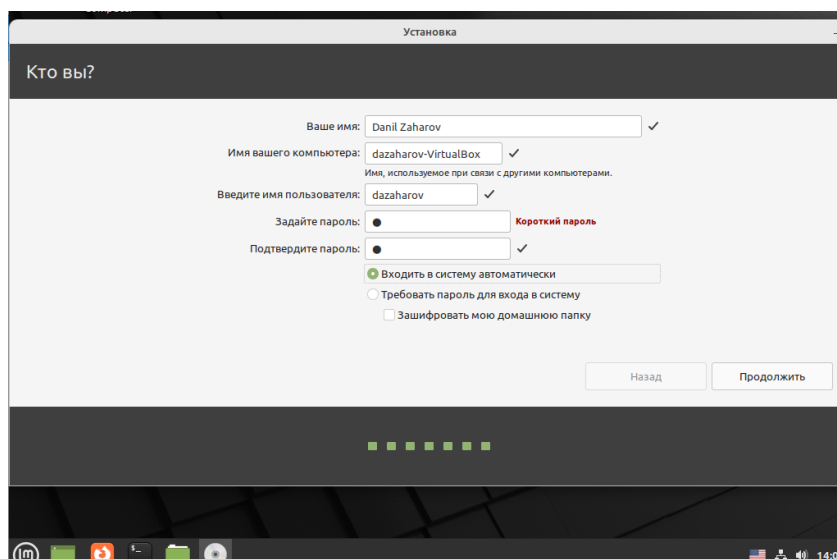 Установка
Кто вы?
Ваше имя: Danil Zaharov
Имя вашего компьютера: dazaharov-VirtualBox
Имя, используемое при связи с другими компьютерами.
Введите имя пользователя: dazaharov
Задайте пароль: ● Короткий пароль
Подтвердите пароль: ●
Входить в систему автоматически
Требовать пароль для входа в систему
Зашифровать мою домашнюю папку
Назад Продолжить